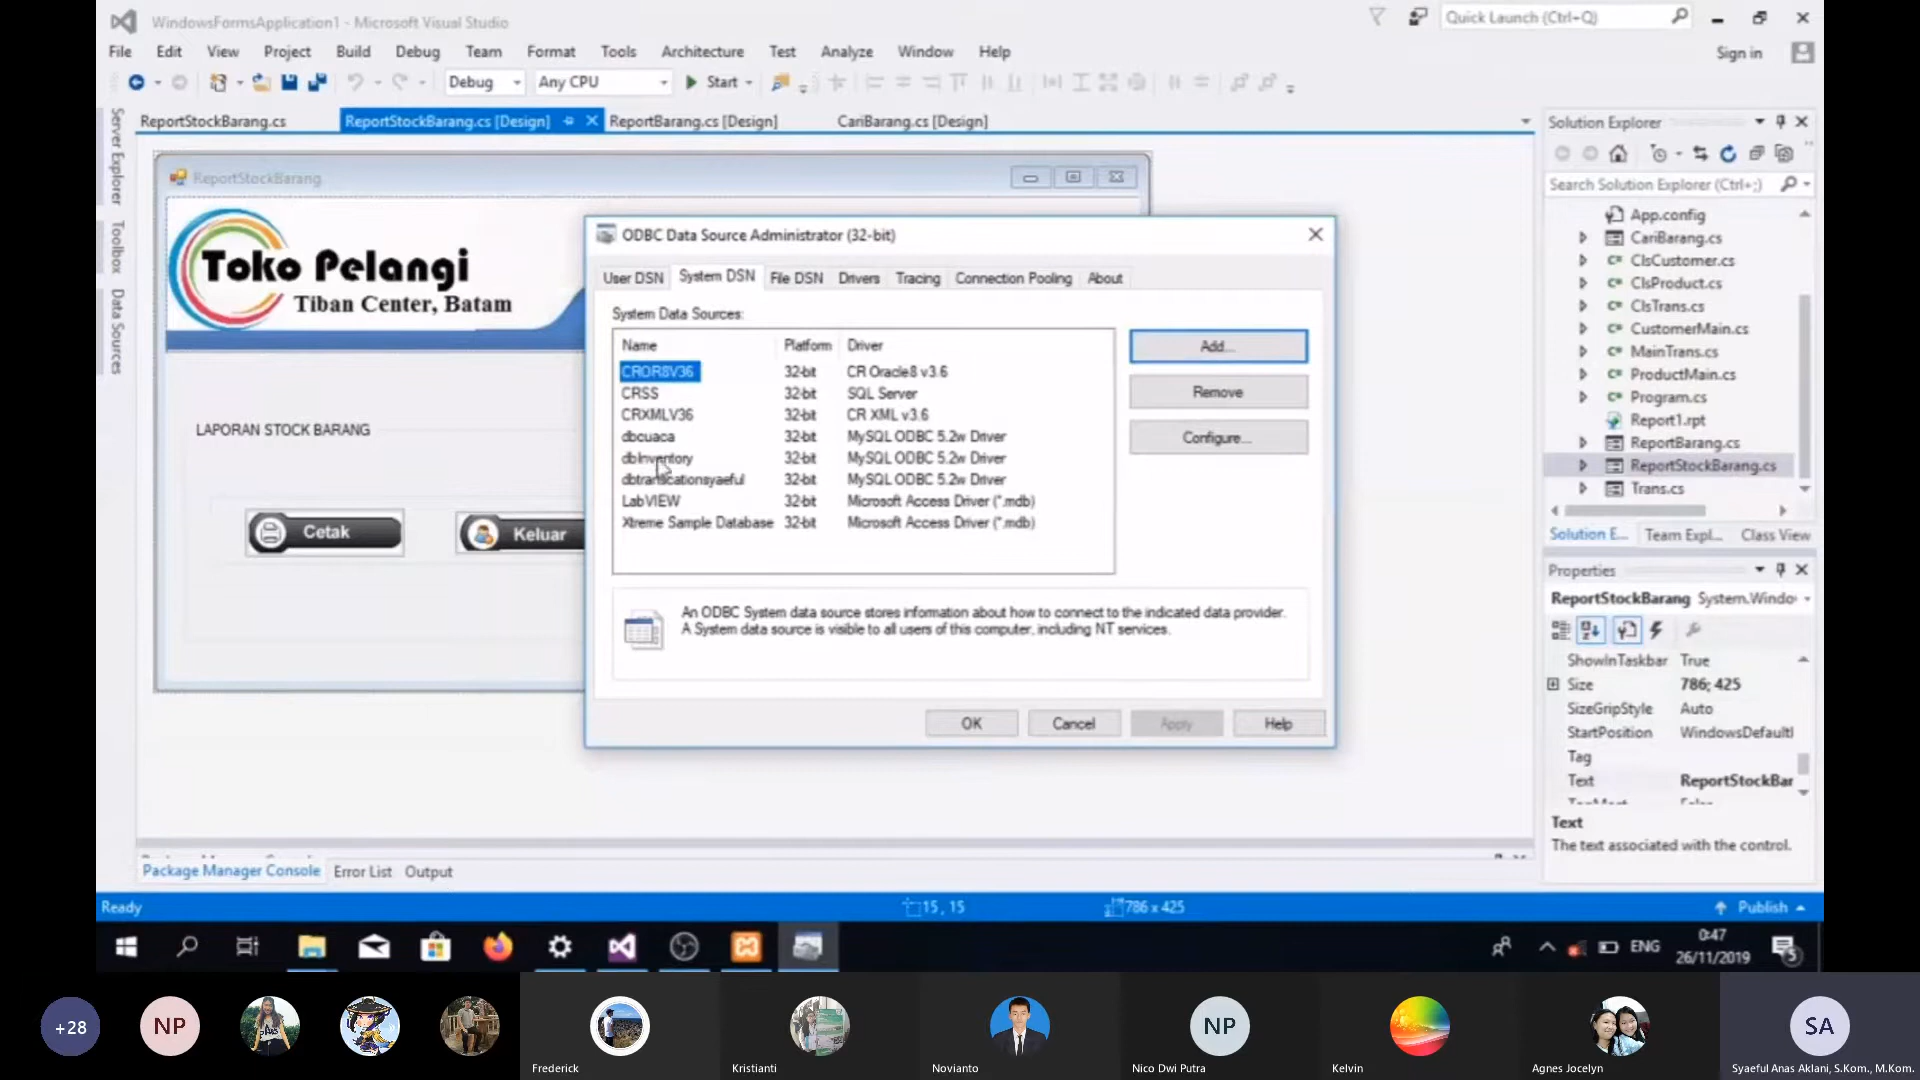 WindowsFormsApplication1 - Microsoft Visual Studio
Quick Launch (Ctrl+Q)
File Edit View Project Build Debug Team Format Tools Architecture Test Analyze Window Help
Sign in
Debug Any CPU Start
ReportStockBarang.cs ReportStockBarang.cs [Design] ReportBarang.cs [Design] CariBarang.cs [Design]
Server Explorer
Toolbox
Data Sources
ReportStockBarang
Toko Pelangi
Tiban Center, Batam
LAPORAN STOCK BARANG
Cetak
Keluar
ODBC Data Source Administrator (32-bit)
User DSN System DSN File DSN Drivers Tracing Connection Pooling About
System Data Sources:
Name Platform Driver
CROR8V36 32-bit CR Oracle8 v3.6
CRSS 32-bit SQL Server
CRXMLV36 32-bit CR XML v3.6
dbcuaca 32-bit MySQL ODBC 5.2w Driver
dbInventory 32-bit MySQL ODBC 5.2w Driver
dbtransicationsyaeful 32-bit MySQL ODBC 5.2w Driver
LabVIEW 32-bit Microsoft Access Driver (*.mdb)
Xtreme Sample Database 32-bit Microsoft Access Driver (*.mdb)
Add...
Remove
Configure...
An ODBC System data source stores information about how to connect to the indicated data provider.
A System data source is visible to all users of this computer, including NT services.
OK Cancel Apply Help
Solution Explorer
Search Solution Explorer (Ctrl+;)
App.config
CariBarang.cs
ClsCustomer.cs
ClsProduct.cs
ClsTrans.cs
CustomerMain.cs
MainTrans.cs
ProductMain.cs
Program.cs
Report1.rpt
ReportBarang.cs
ReportStockBarang.cs
Trans.cs
Solution E... Team Expl... Class View
Properties
ReportStockBarang System.Windo
ShowInTaskbar True
Size 786; 425
SizeGripStyle Auto
StartPosition WindowsDefaultl
Tag
Text ReportStockBar
Text
The text associated with the control.
Package Manager Console Error List Output
Ready
15 , 15
786 x 425
Publish
ENG
0:47
26/11/2019
5
+28
NP
NP
SA
Frederick
Kristianti
Novianto
Nico Dwi Putra
Kelvin
Agnes Jocelyn
Syaeful Anas Aklani, S.Kom., M.Kom.